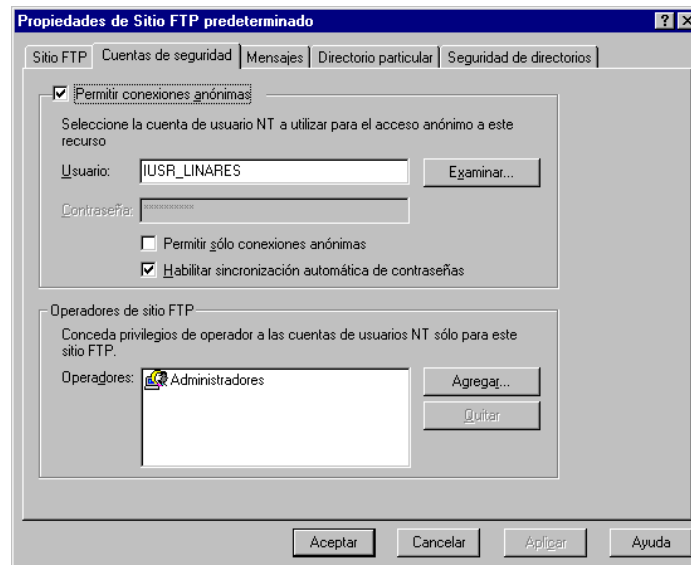 Propiedades de Sitio FTP predeterminado
Sitio FTP Cuentas de seguridad Mensajes Directorio particular Seguridad de directorios
Permitir conexiones anónimas
Seleccione la cuenta de usuario NT a utilizar para el acceso anónimo a este
recurso
Usuario: IUSR_LINARES Examinar...
Contraseña: **********
Permitir sólo conexiones anónimas
Habilitar sincronización automática de contraseñas
Operadores de sitio FTP
Conceda privilegios de operador a las cuentas de usuarios NT sólo para este
sitio FTP.
Operadores: Administradores Agregar...
Quitar
Aceptar Cancelar Aplicar Ayuda